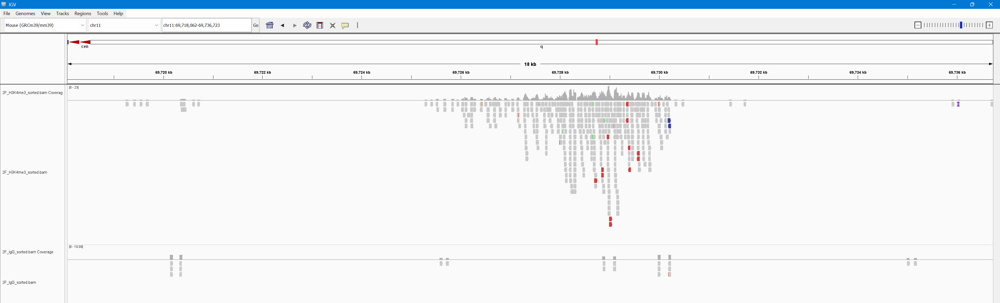 IGV
File Genomes View Tracks Regions Tools Help
Mouse (GRCm39/mm39) chr11 chr11:69,718,062-69,736,723 Go
cen q
18 kb
69,720 kb 69,722 kb 69,724 kb 69,726 kb 69,728 kb 69,730 kb 69,732 kb 69,734 kb 69,736 kb
[0 - 23]
2F_H3K4me3_sorted.bam Coverag
2F_H3K4me3_sorted.bam
[0 - 10.00]
2F_IgG_sorted.bam Coverage
2F_IgG_sorted.bam